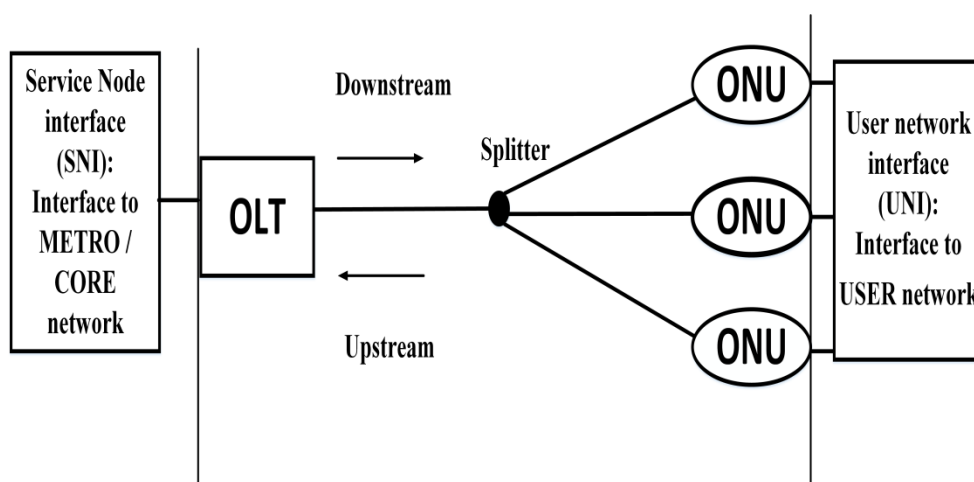 Service Node
interface
(SNI):
Interface to
METRO /
CORE
network
OLT
Downstream
Upstream
Splitter
ONU
ONU
ONU
User network
interface
(UNI):
Interface to
USER network